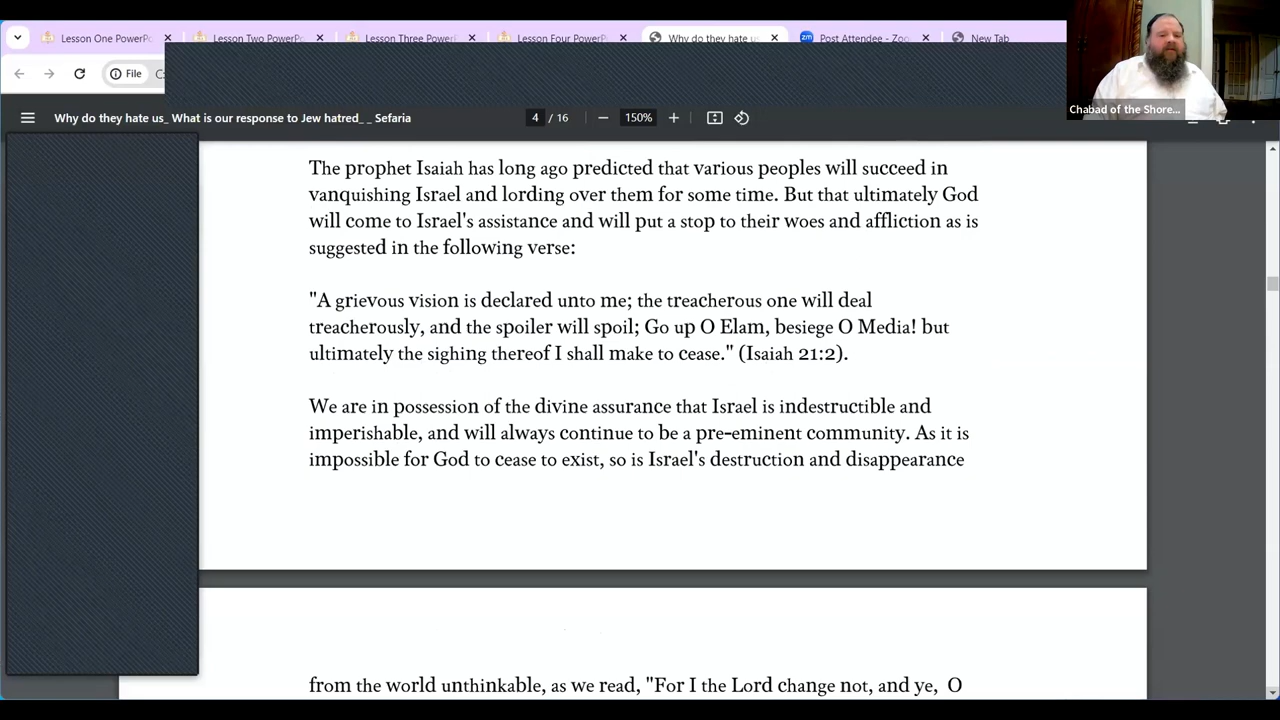 Lesson One PowerP
Lesson Two PowerP
Lesson Three PowerP
Lesson Four PowerP
Why do they hate us
Post Attendee - Zoo
New Tab
File
Chabad of the Shore...
Why do they hate us_ What is our response to Jew hatred_ _ Sefaria
4 / 16
150%
The prophet Isaiah has long ago predicted that various peoples will succeed in
vanquishing Israel and lording over them for some time. But that ultimately God
will come to Israel's assistance and will put a stop to their woes and affliction as is
suggested in the following verse:
"A grievous vision is declared unto me; the treacherous one will deal
treacherously, and the spoiler will spoil; Go up O Elam, besiege O Media! but
ultimately the sighing thereof I shall make to cease." (Isaiah 21:2).
We are in possession of the divine assurance that Israel is indestructible and
imperishable, and will always continue to be a pre-eminent community. As it is
impossible for God to cease to exist, so is Israel's destruction and disappearance
from the world unthinkable, as we read, "For I the Lord change not, and ye, O